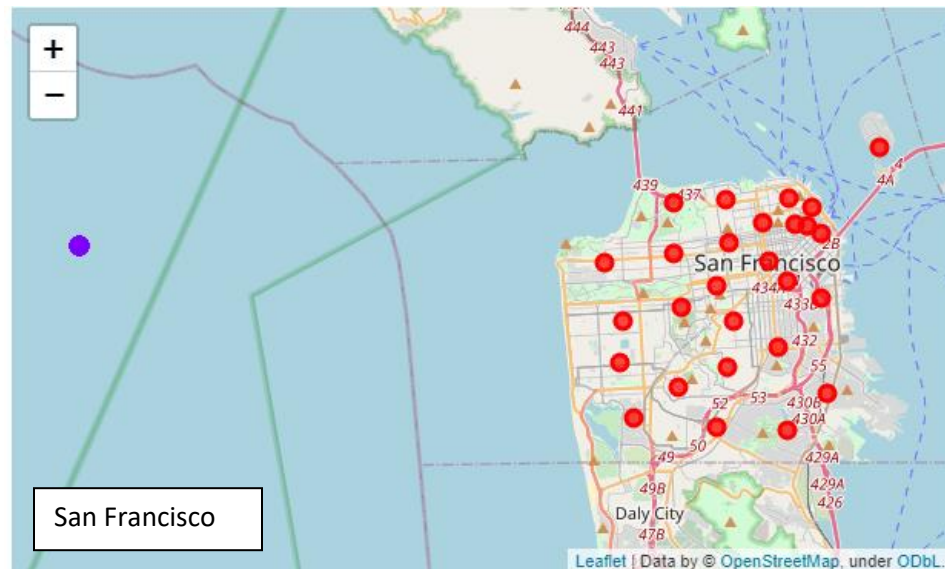 +
−
444
443
443
441
439
437
4
4A
2B
San Francisco
434A
433B
432
55
53
52
430B
430A
50
49
429A
49B
429A
426
Daly City
47B
San Francisco
Leaflet | Data by © OpenStreetMap, under ODbL.